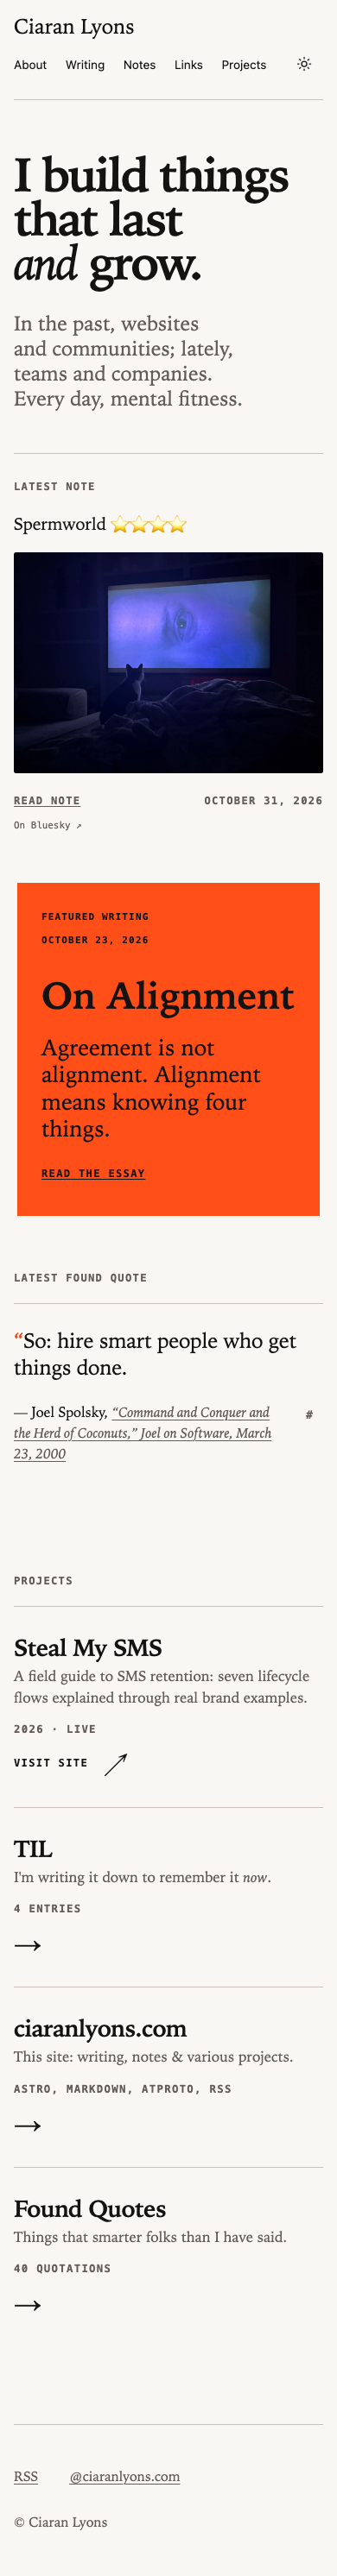 Ciaran Lyons
About Writing Notes Links Projects
I build things
that last
and grow.
In the past, websites
and communities; lately,
teams and companies.
Every day, mental fitness.
LATEST NOTE
Spermworld ⭐⭐⭐⭐
READ NOTE OCTOBER 31, 2026
On Bluesky ↗
FEATURED WRITING
OCTOBER 23, 2026
On Alignment
Agreement is not
alignment. Alignment
means knowing four
things.
READ THE ESSAY
LATEST FOUND QUOTE
“So: hire smart people who get
things done.
— Joel Spolsky, “Command and Conquer and #
the Herd of Coconuts,” Joel on Software, March
23, 2000
PROJECTS
Steal My SMS
A field guide to SMS retention: seven lifecycle
flows explained through real brand examples.
2026 · LIVE
VISIT SITE
TIL
I'm writing it down to remember it now.
4 ENTRIES
→
ciaranlyons.com
This site: writing, notes & various projects.
ASTRO, MARKDOWN, ATPROTO, RSS
→
Found Quotes
Things that smarter folks than I have said.
40 QUOTATIONS
→
RSS @ciaranlyons.com
© Ciaran Lyons